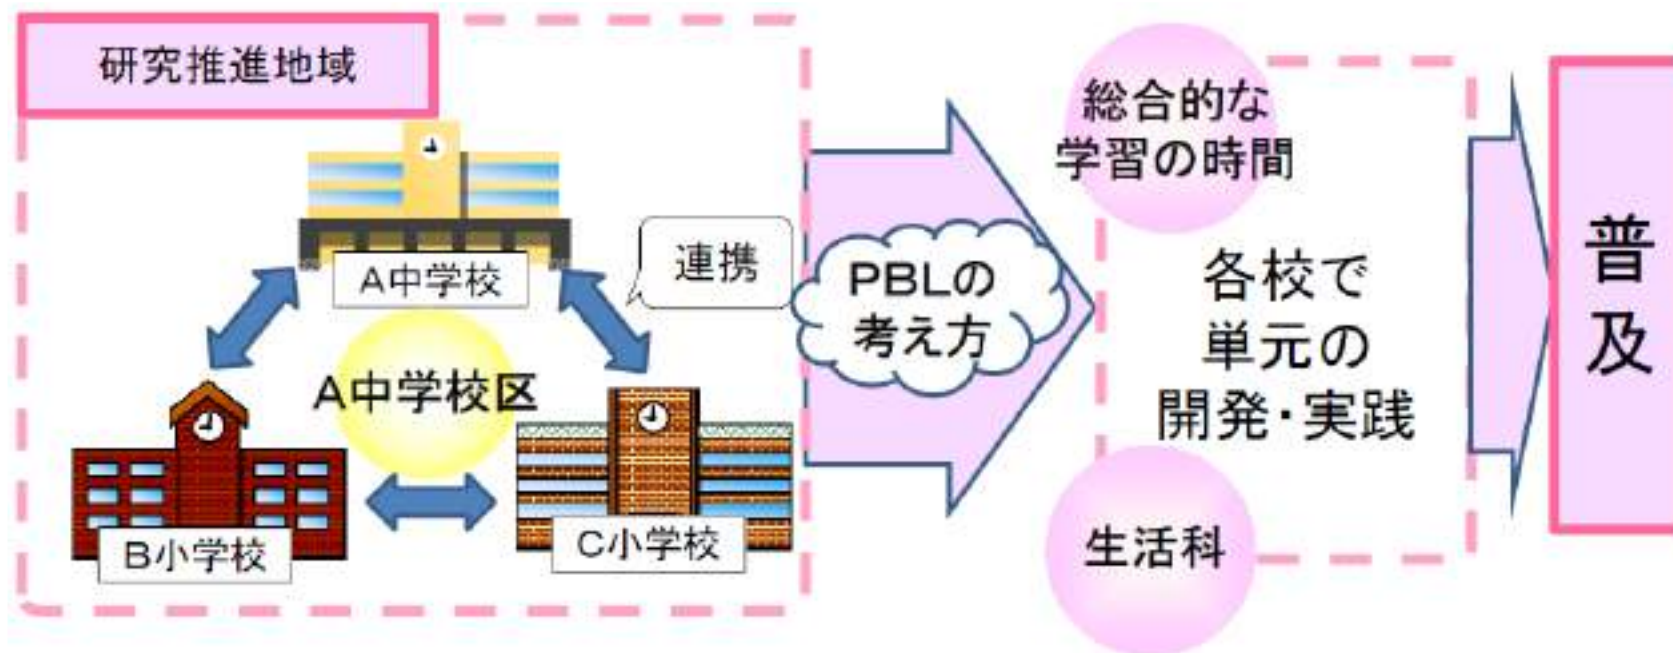 研究推進地域
A中学校
連携
A中学校区
B小学校
C小学校
PBLの
考え方
総合的な
学習の時間
各校で
単元の
開発・実践
生活科
普及